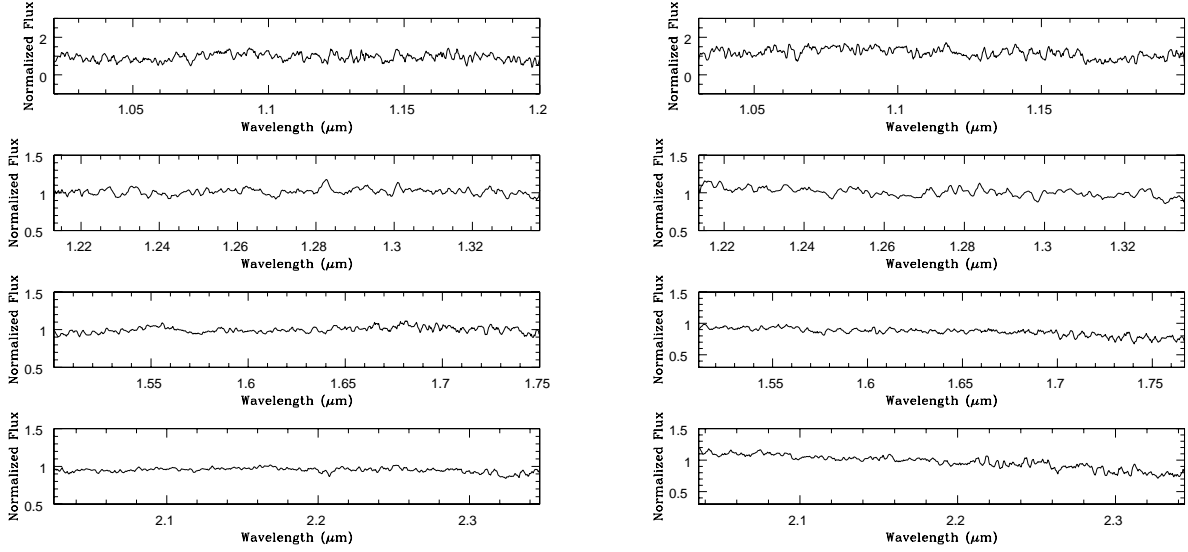 Normalized Flux
2
0
1.05 1.1 1.15 1.2
Wavelength (μm)
Normalized Flux
2
0
1.05 1.1 1.15
Wavelength (μm)
Normalized Flux
1.5
1
0.5
1.22 1.24 1.26 1.28 1.3 1.32
Wavelength (μm)
Normalized Flux
1.5
1
0.5
1.22 1.24 1.26 1.28 1.3 1.32
Wavelength (μm)
Normalized Flux
1.5
1
0.5
1.55 1.6 1.65 1.7 1.75
Wavelength (μm)
Normalized Flux
1.5
1
0.5
1.55 1.6 1.65 1.7 1.75
Wavelength (μm)
Normalized Flux
1.5
1
0.5
2.1 2.2 2.3
Wavelength (μm)
Normalized Flux
1.5
1
0.5
2.1 2.2 2.3
Wavelength (μm)